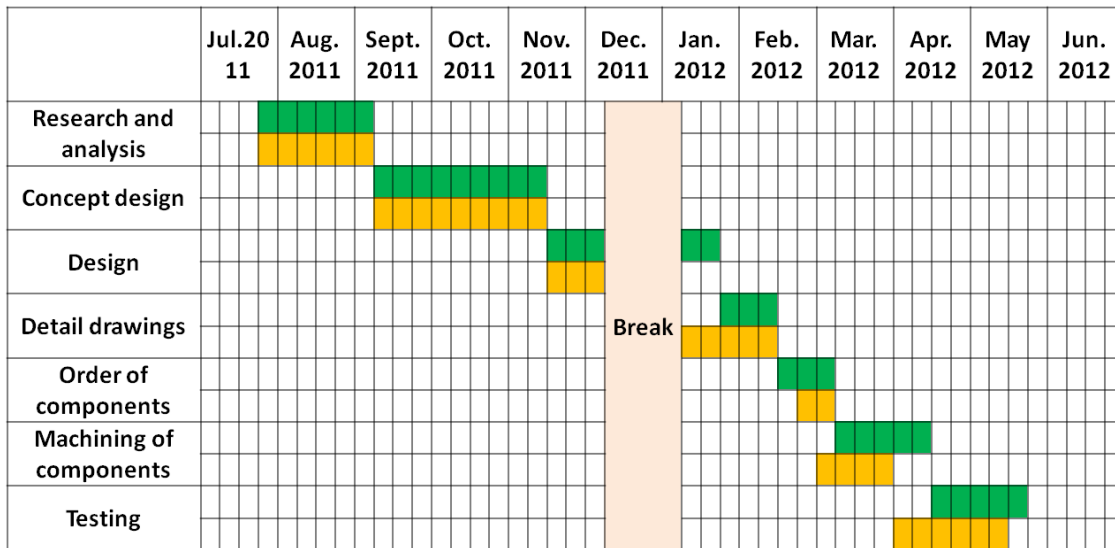 Jul.20 Aug. Sept. Oct. Nov. Dec. Jan. Feb. Mar. Apr. May Jun.
11 2011 2011 2011 2011 2011 2012 2012 2012 2012 2012 2012
Research and
analysis
Concept design
Design
Detail drawings
Break
Order of
components
Machining of
components
Testing